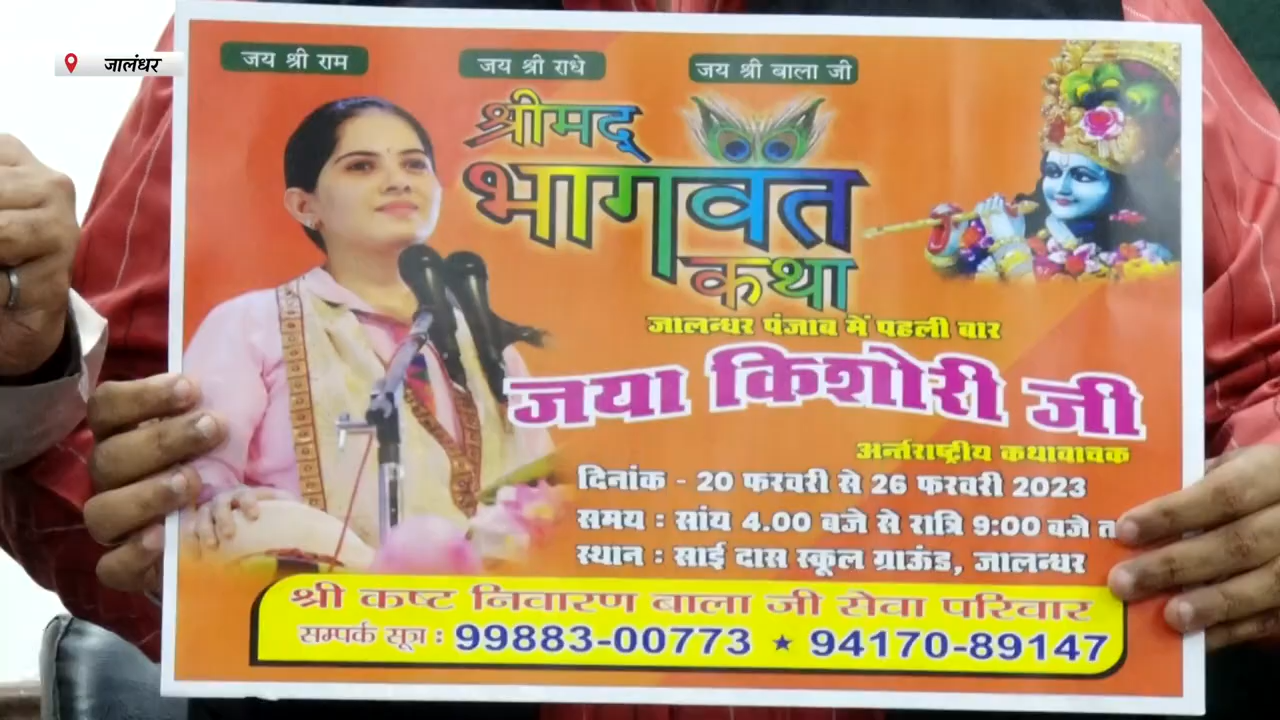 जालंधर
जय श्री राम
जय श्री राधे
जय श्री बाला जी
श्रीमद्
भागवत
कथा
जालन्धर पंजाब में पहली बार
जया किशोरी जी
अर्न्तराष्ट्रीय कथावाचक
दिनांक - 20 फरवरी से 26 फरवरी 2023
समय : सांय 4.00 बजे से रात्रि 9:00 बजे त
स्थान : साई दास स्कूल ग्राऊंड, जालन्धर
श्री कष्ट निवारण बाला जी सेवा परिवार
सम्पर्क सूत्र : 99883-00773 ★ 94170-89147